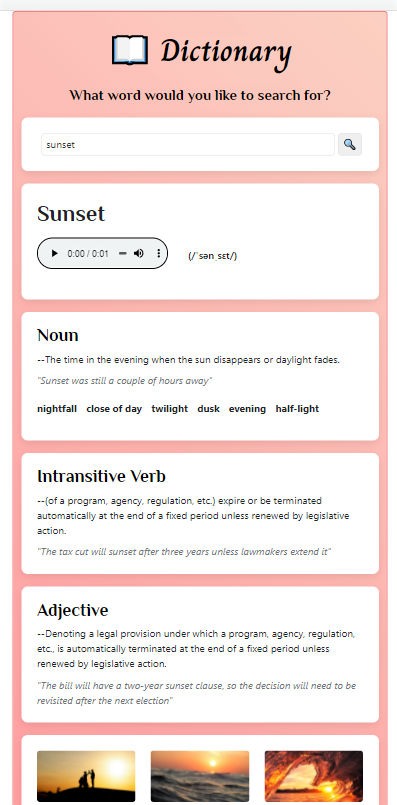 Dictionary
What word would you like to search for?
sunset
Sunset
0:00 / 0:01
(/ˈsən sɛt/)
Noun
--The time in the evening when the sun disappears or daylight fades.
"Sunset was still a couple of hours away"
nightfall close of day twilight dusk evening half-light
Intransitive Verb
--(of a program, agency, regulation, etc.) expire or be terminated
automatically at the end of a fixed period unless renewed by legislative
action.
"The tax cut will sunset after three years unless lawmakers extend it"
Adjective
--Denoting a legal provision under which a program, agency, regulation,
etc., is automatically terminated at the end of a fixed period unless
renewed by legislative action.
"The bill will have a two-year sunset clause, so the decision will need to be
revisited after the next election"